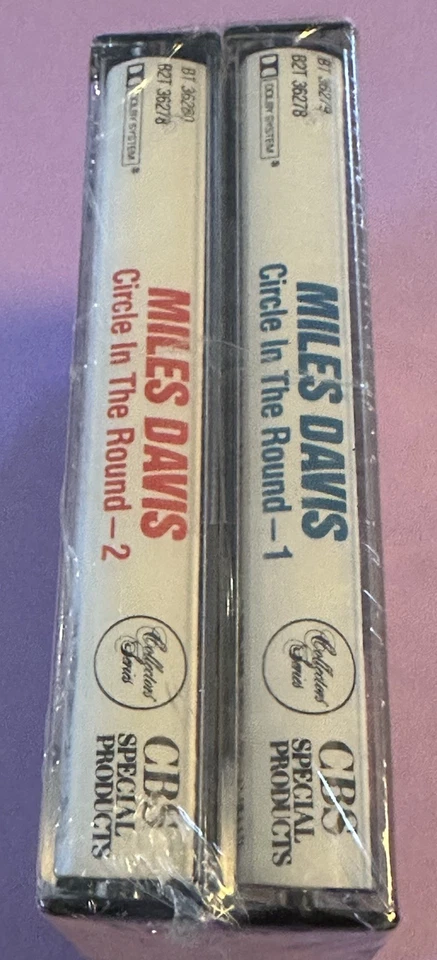 BT 36280
B2T 36278
DOLBY SYSTEM ®
MILES DAVIS
Circle In The Round – 2
Collectors'
Series
CBS
SPECIAL
PRODUCTS
BT 36279
B2T 36278
DOLBY SYSTEM ®
MILES DAVIS
Circle In The Round – 1
Collectors'
Series
CBS
SPECIAL
PRODUCTS